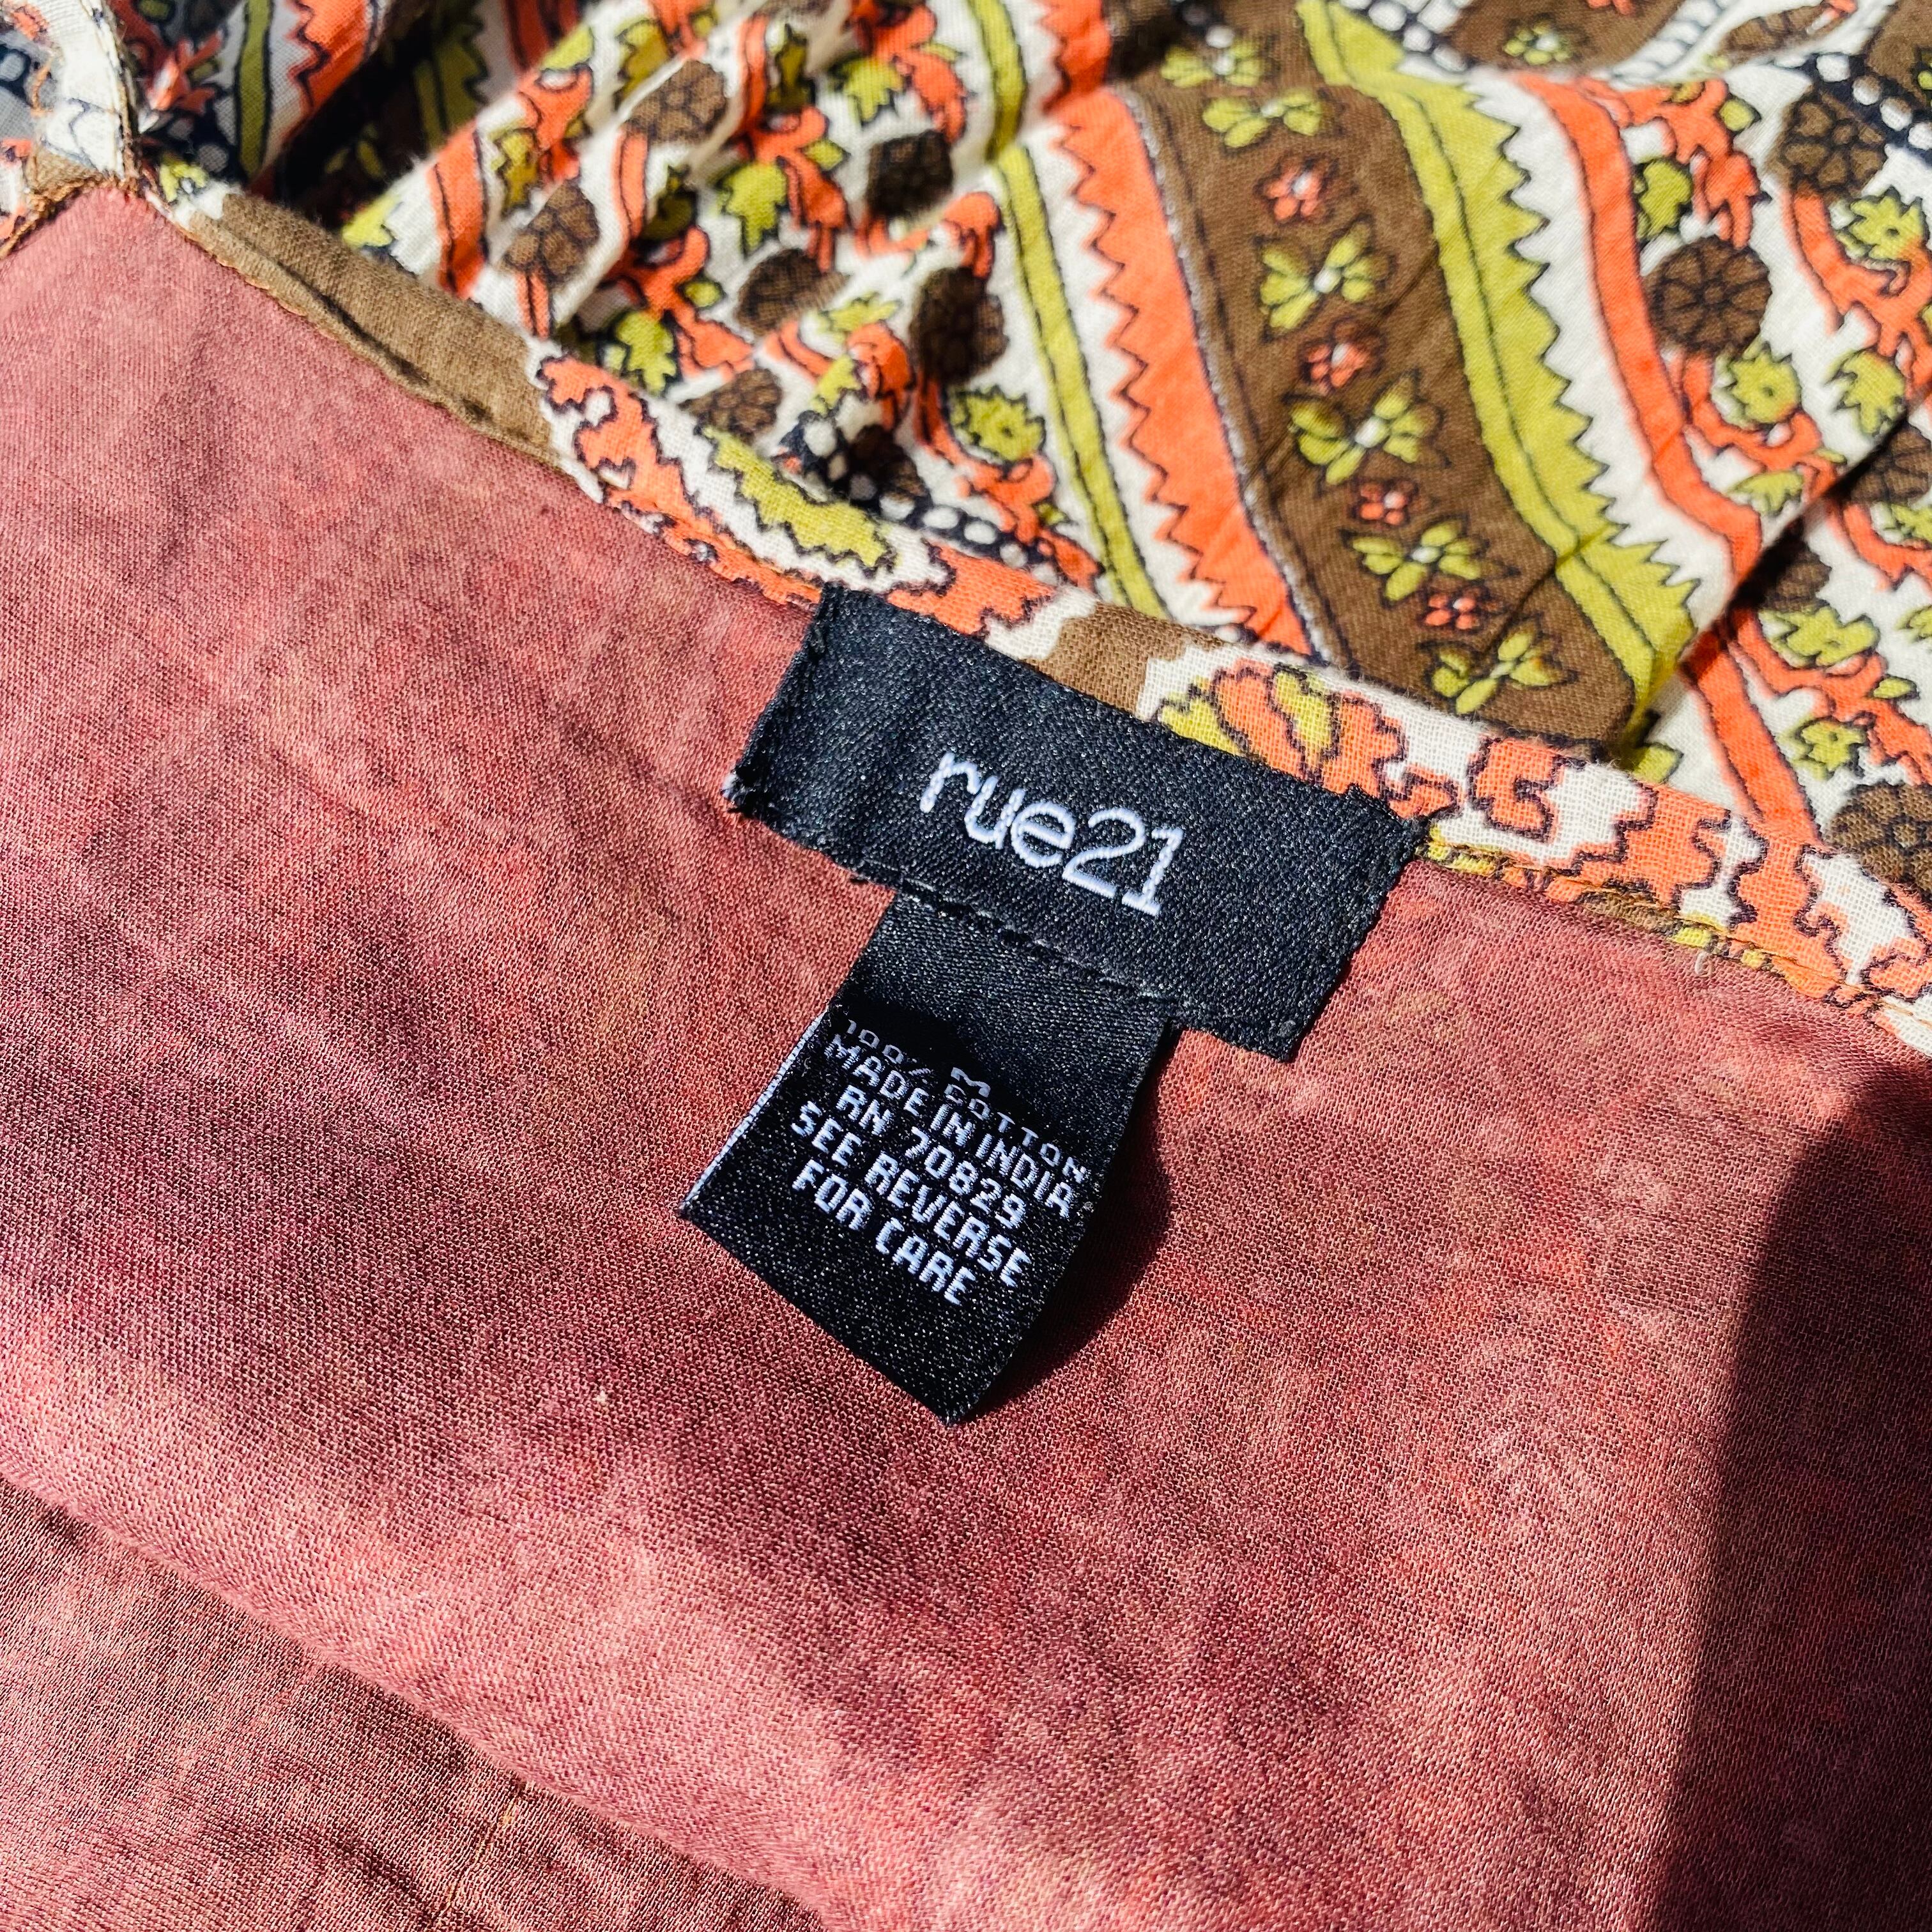 rue21
M
100% COTTON
MADE IN INDIA
RN 70829
SEE REVERSE
FOR CARE